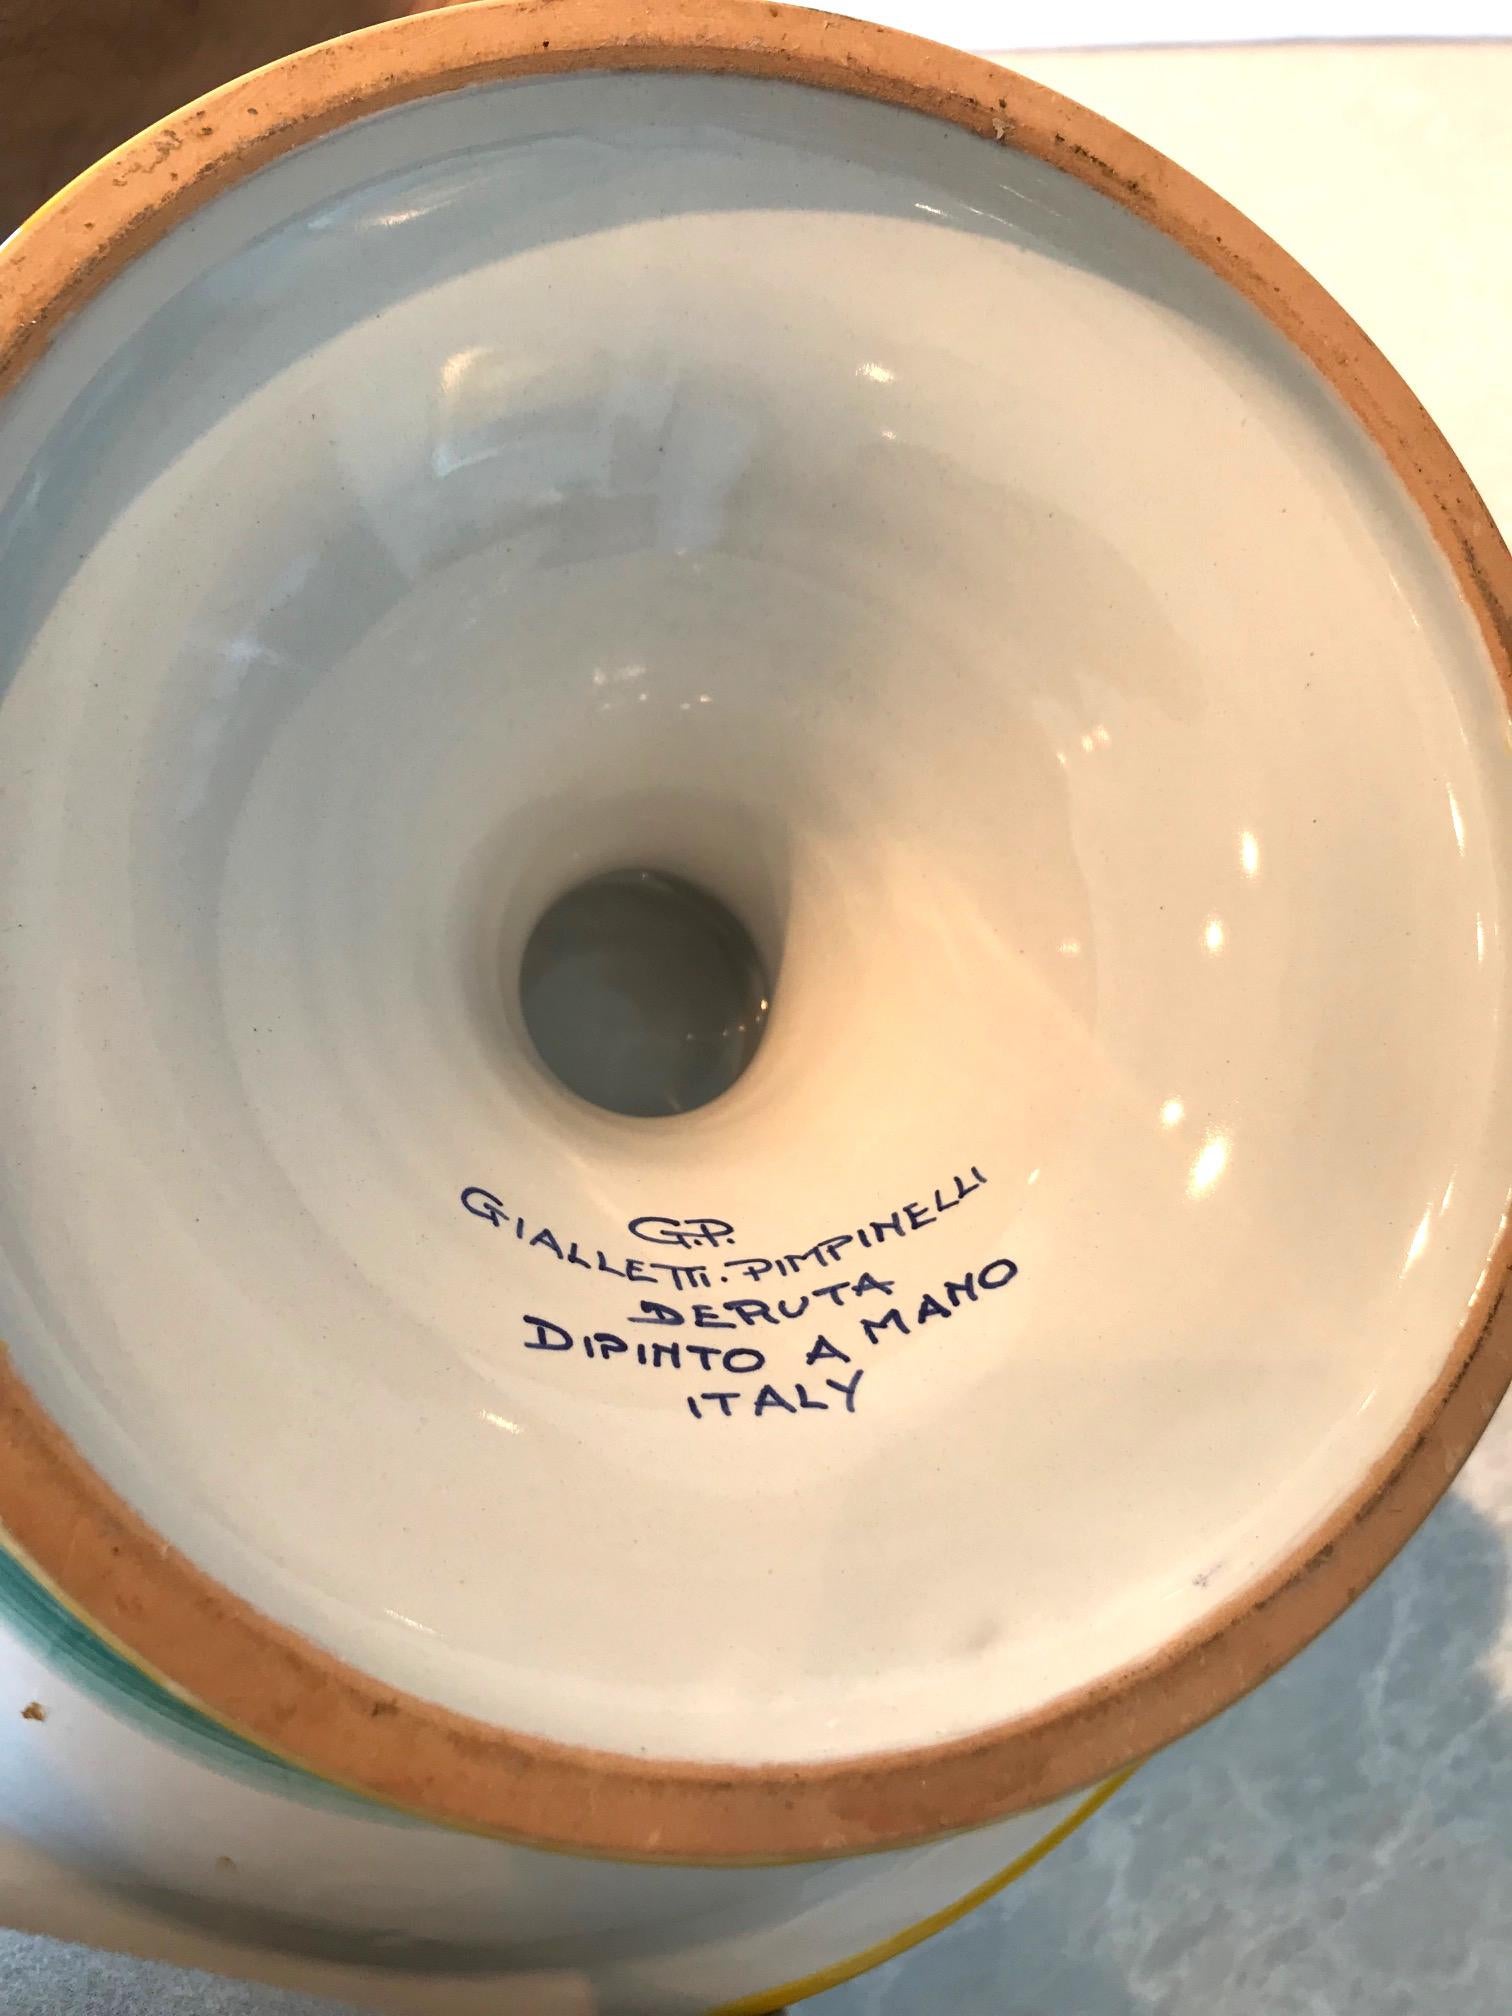 G.P.
GIALLETTI. PIMPINELLI
DERUTA
DIPINTO A MANO
ITALY